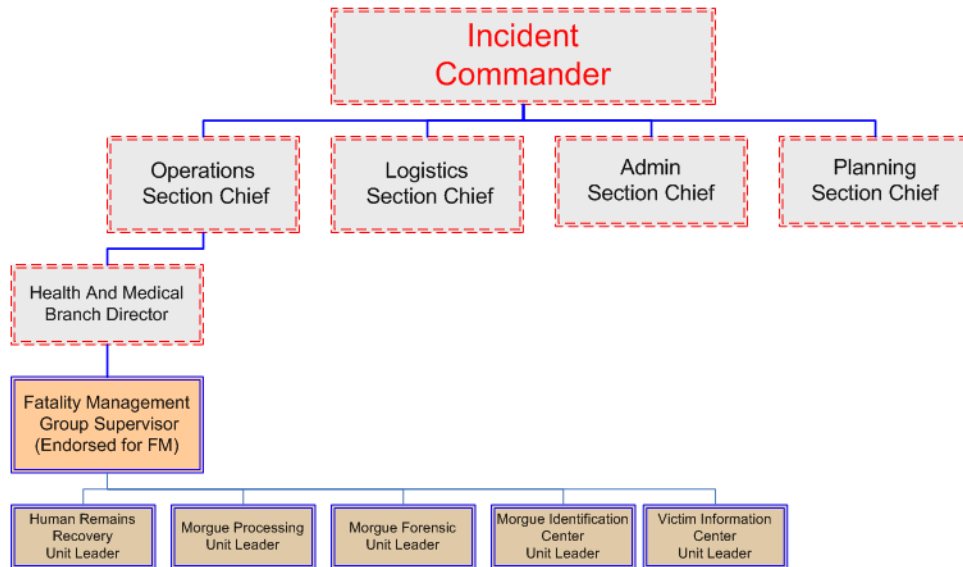 Incident
Commander
Operations
Section Chief
Logistics
Section Chief
Admin
Section Chief
Planning
Section Chief
Health And Medical
Branch Director
Fatality Management
Group Supervisor
(Endorsed for FM)
Human Remains
Recovery
Unit Leader
Morgue Processing
Unit Leader
Morgue Forensic
Unit Leader
Morgue Identification
Center
Unit Leader
Victim Information
Center
Unit Leader